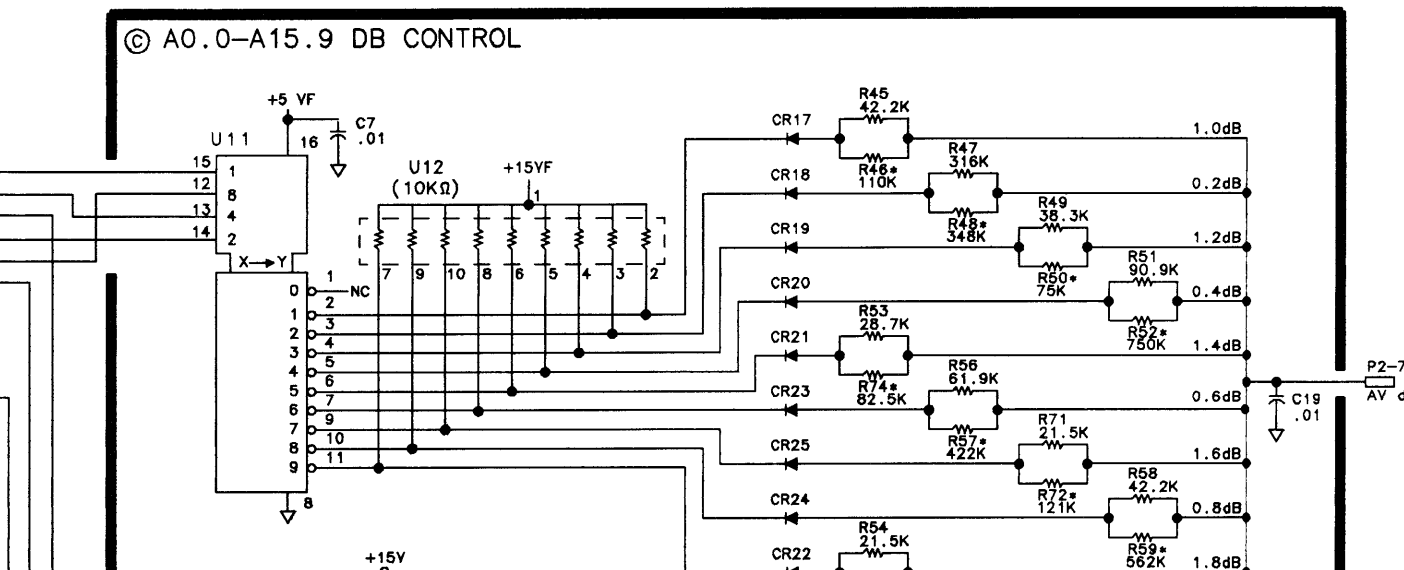 © A0.0–A15.9 DB CONTROL
+5 VF
C7
.01
U11
16
15
1
12
8
13
4
14
2
X→Y
U12
(10KΩ)
+15VF
1
7
9
10
8
6
5
4
3
2
0
1
NC
1
2
2
3
3
4
4
5
5
6
6
7
7
9
8
10
9
11
8
+15V
CR17
R45
42.2K
R46*
110K
1.0dB
CR18
R47
316K
R48*
348K
0.2dB
CR19
R49
38.3K
R50*
75K
1.2dB
CR20
R51
90.9K
R52*
750K
0.4dB
CR21
R53
28.7K
R74*
82.5K
1.4dB
P2-7
AV
CR23
R56
61.9K
R57*
422K
0.6dB
C19
.01
CR25
R71
21.5K
R72*
121K
1.6dB
CR24
R58
42.2K
R59*
562K
0.8dB
CR22
R54
21.5K
1.8dB